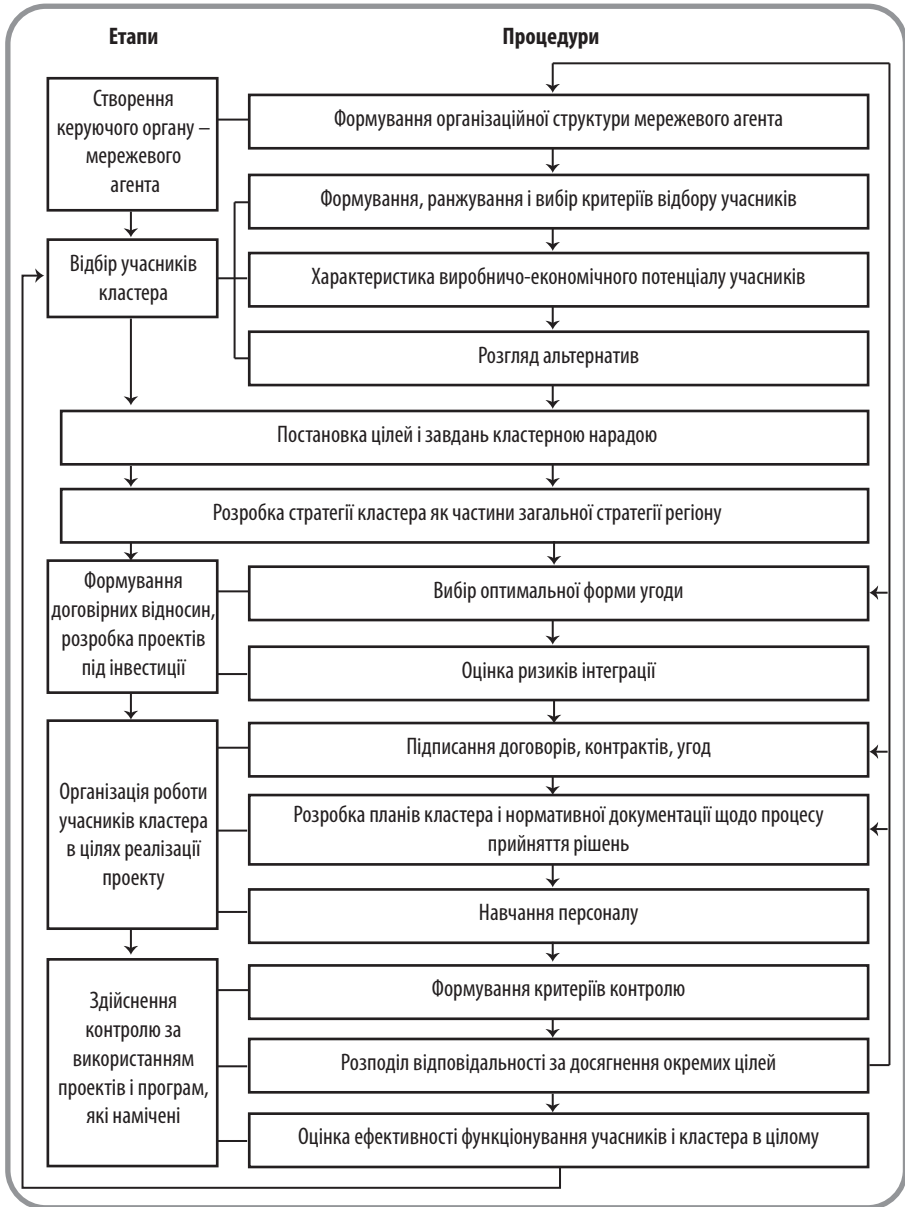 Етапи
Процедури
Створення
керуючого органу –
мережевого
агента
Формування організаційної структури мережевого агента
Формування, ранжування і вибір критеріїв відбору учасників
Відбір учасників
кластера
Характеристика виробничо-економічного потенціалу учасників
Розгляд альтернатив
Постановка цілей і завдань кластерною нарадою
Розробка стратегії кластера як частини загальної стратегії регіону
Формування
договірних відносин,
розробка проектів
під інвестиції
Вибір оптимальної форми угоди
Оцінка ризиків інтеграції
Організація роботи
учасників кластера
в цілях реалізації
проекту
Підписання договорів, контрактів, угод
Розробка планів кластера і нормативної документації щодо процесу
прийняття рішень
Навчання персоналу
Здійснення
контролю за
використанням
проектів і програм,
які намічені
Формування критеріїв контролю
Розподіл відповідальності за досягнення окремих цілей
Оцінка ефективності функціонування учасників і кластера в цілому